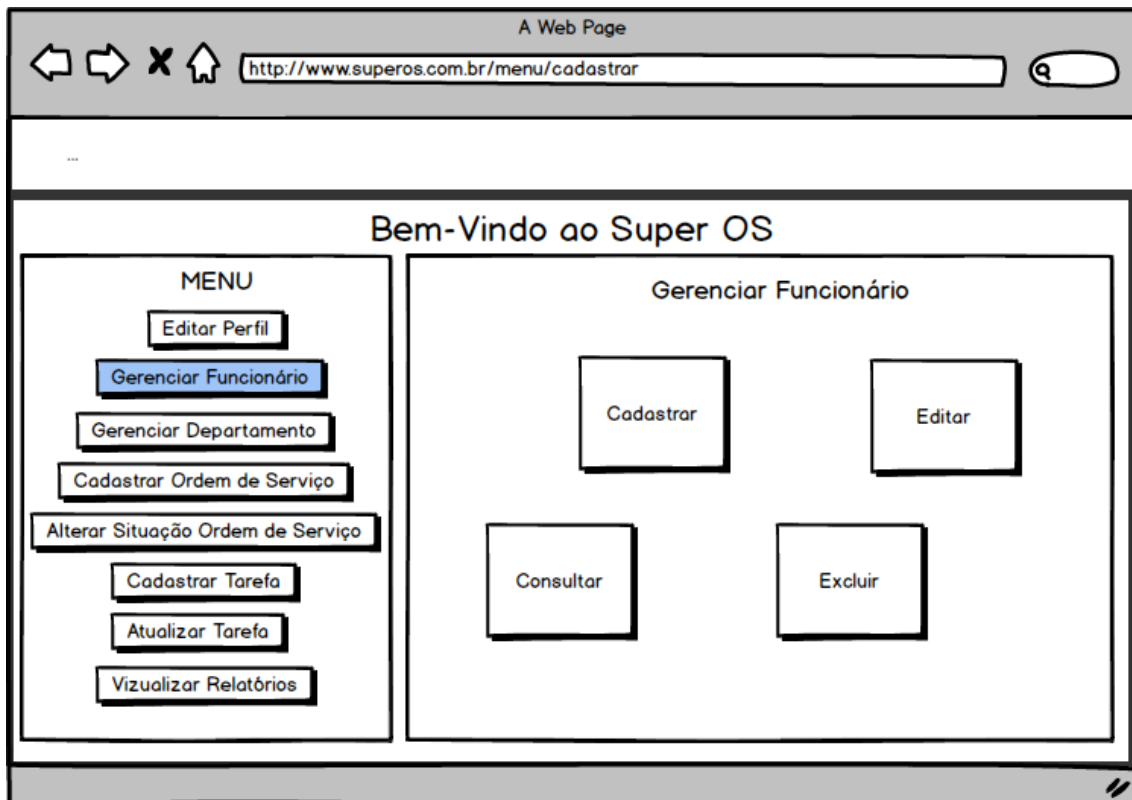 A Web Page
http://www.superos.com.br/menu/cadastrar
...
Bem-Vindo ao Super OS
MENU
Editar Perfil
Gerenciar Funcionário
Gerenciar Departamento
Cadastrar Ordem de Serviço
Alterar Situação Ordem de Serviço
Cadastrar Tarefa
Atualizar Tarefa
Vizualizar Relatórios
Gerenciar Funcionário
Cadastrar
Editar
Consultar
Excluir